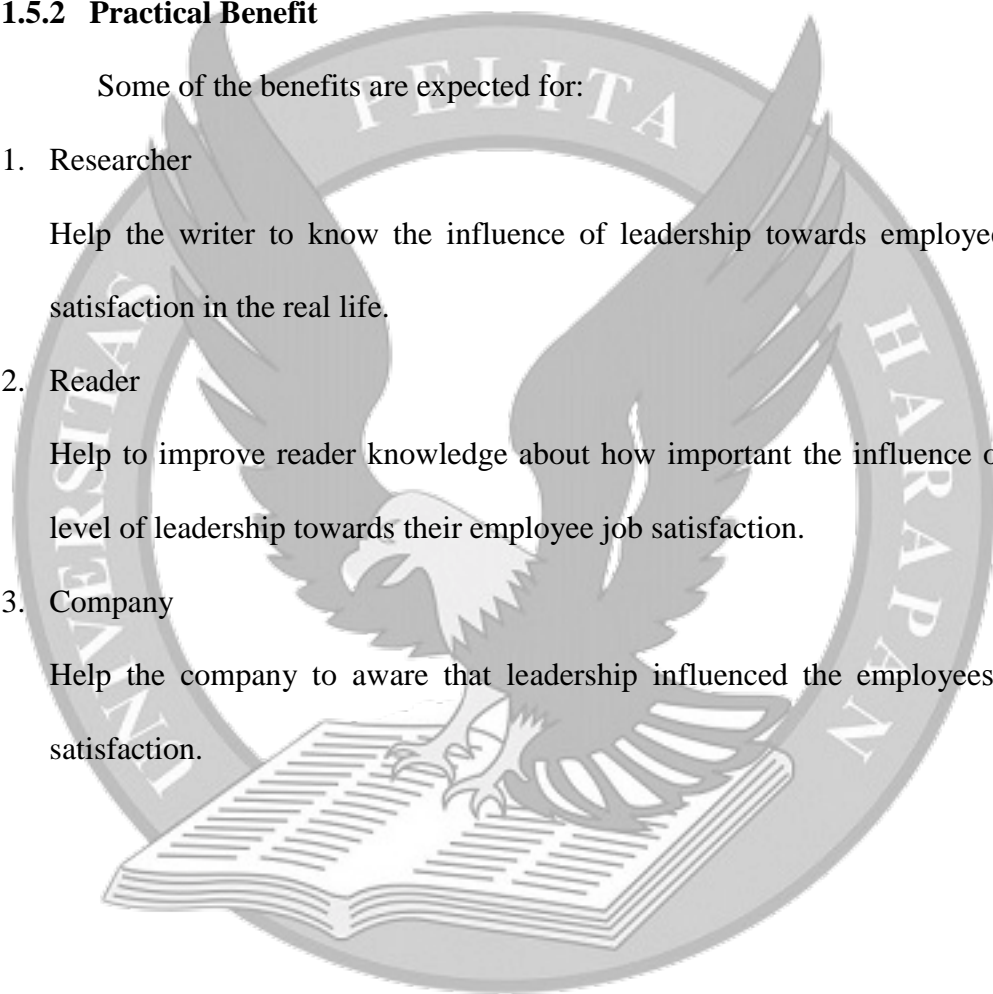 1.5.2 Practical Benefit
Some of the benefits are expected for:
1. Researcher
Help the writer to know the influence of leadership towards employee
satisfaction in the real life.
2. Reader
Help to improve reader knowledge about how important the influence o
level of leadership towards their employee job satisfaction.
3. Company
Help the company to aware that leadership influenced the employees
satisfaction.
UNIVERSITAS PELITA HARAPAN